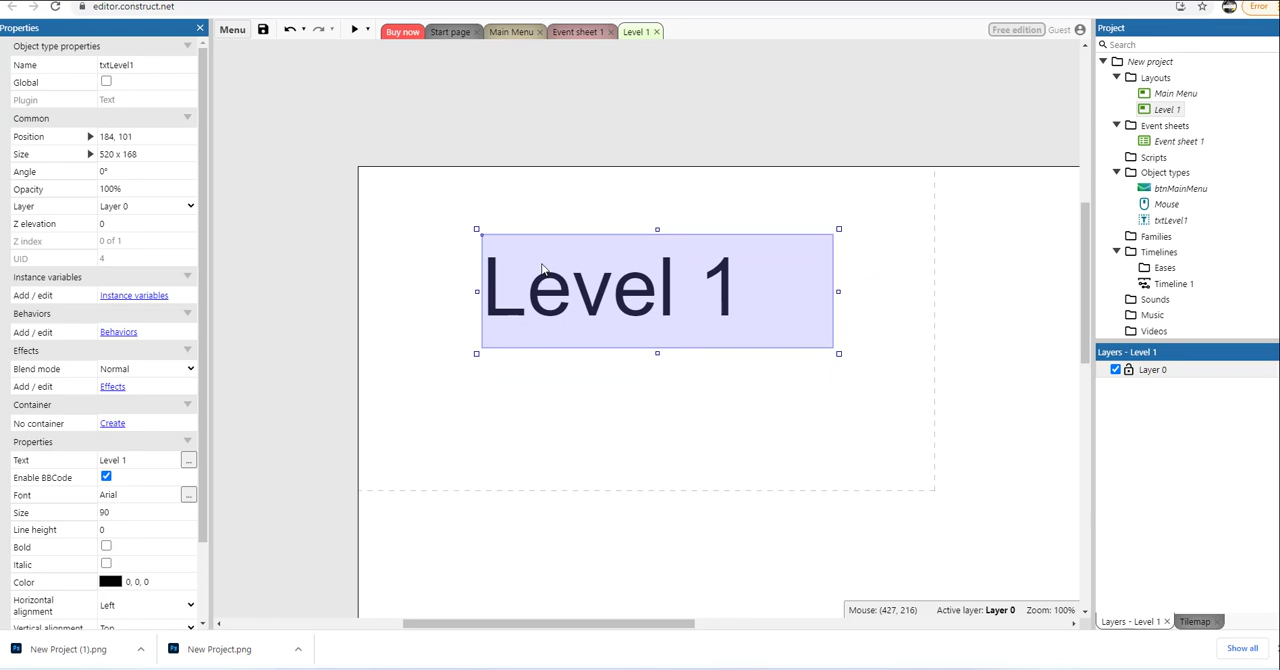 editor.construct.net
Error
Properties
Menu
Buy now
Start page
Main Menu
Event sheet 1
Level 1
Free edition
Guest
Project
Object type properties
Name txtLevel1
Global
Plugin Text
Common
Position 184, 101
Size 520 x 168
Angle 0°
Opacity 100%
Layer Layer 0
Z elevation 0
Z index 0 of 1
UID 4
Instance variables
Add / edit Instance variables
Behaviors
Add / edit Behaviors
Effects
Blend mode Normal
Add / edit Effects
Container
No container Create
Properties
Text Level 1 ...
Enable BBCode
Font Arial ...
Size 90
Line height 0
Bold
Italic
Color 0, 0, 0
Horizontal
alignment Left
Vertical alignment Top
Level 1
Mouse: (427, 216) Active layer: Layer 0 Zoom: 100%
Search
New project
Layouts
Main Menu
Level 1
Event sheets
Event sheet 1
Scripts
Object types
btnMainMenu
Mouse
txtLevel1
Families
Timelines
Eases
Timeline 1
Sounds
Music
Videos
Layers - Level 1
Layer 0
Layers - Level 1
Tilemap
New Project (1).png
New Project.png
Show all